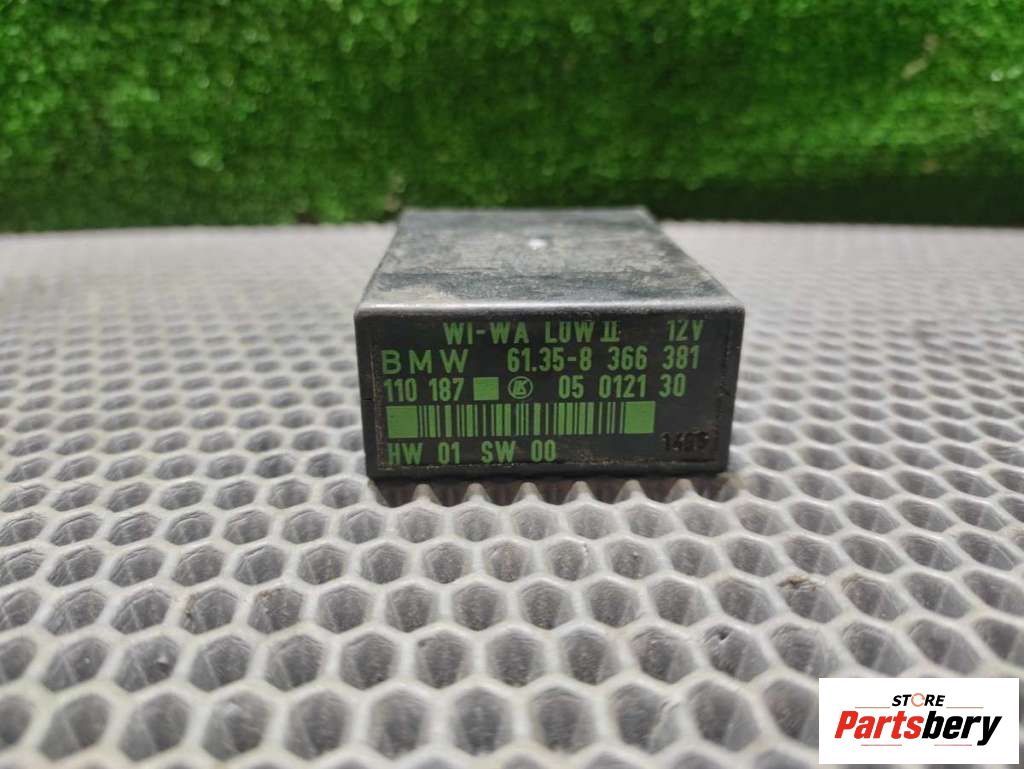 WI-WA LOW II 12V
BMW 61.35-8 366 381
110 187 05 0121 30
HW 01 SW 00
STORE
Partsbery